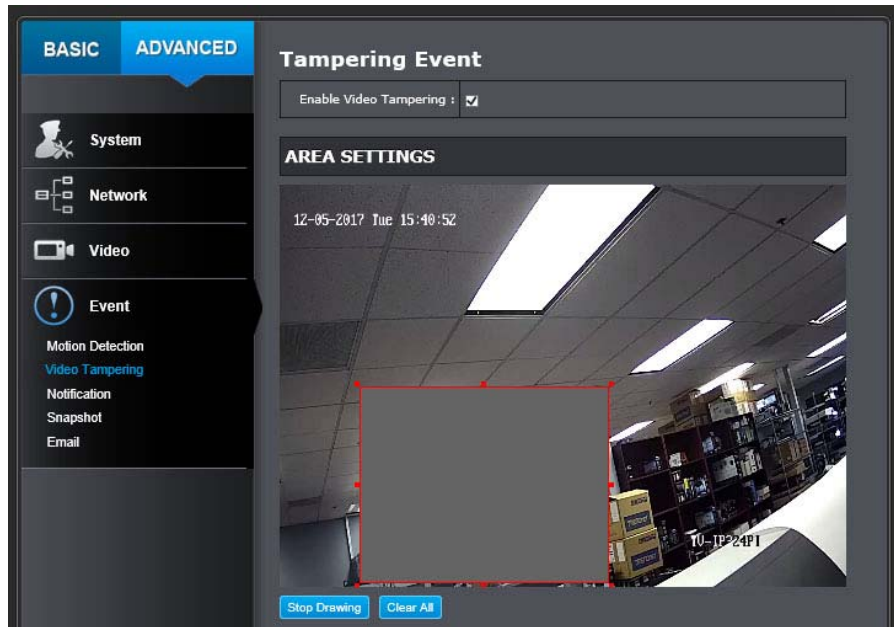 BASIC ADVANCED
Tampering Event
Enable Video Tampering :
System
AREA SETTINGS
Network
12-05-2017 Tue 15:40:52
Video
Event
Motion Detection
Video Tampering
Notification
Snapshot
Email
TV-IP324PI
Stop Drawing Clear All